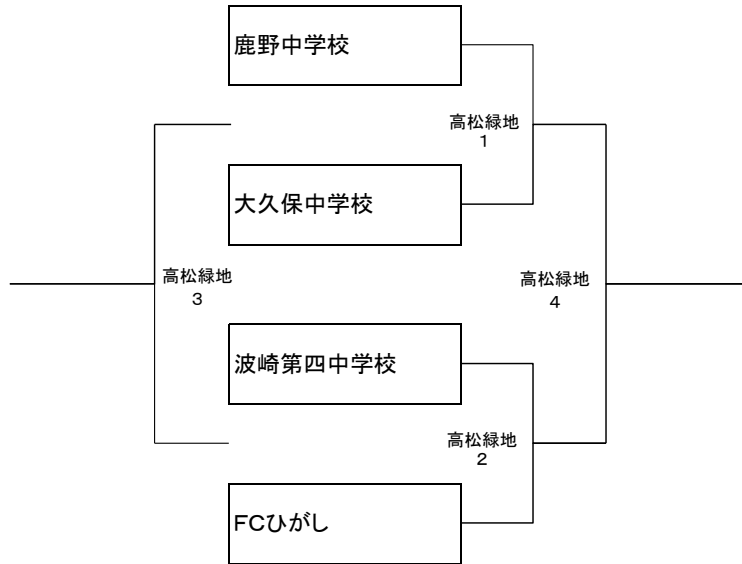 鹿野中学校
高松緑地
1
大久保中学校
高松緑地
3
高松緑地
4
波崎第四中学校
高松緑地
2
FCひがし